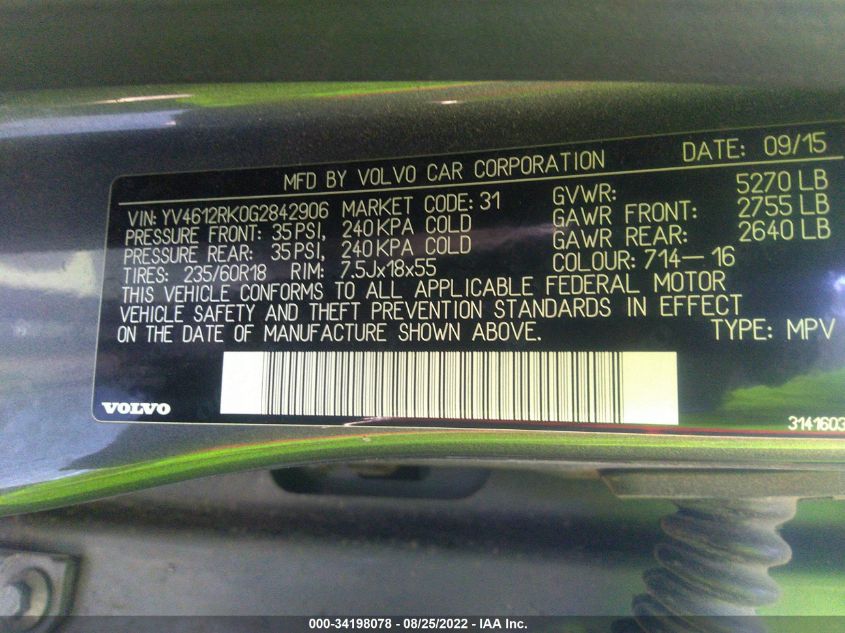 MFD BY VOLVO CAR CORPORATION DATE: 09/15
VIN: YV4612RK0G2842906 MARKET CODE: 31 GVWR: 5270 LB
PRESSURE FRONT: 35PSI, 240KPA COLD GAWR FRONT: 2755 LB
PRESSURE REAR: 35PSI, 240KPA COLD GAWR REAR: 2640 LB
TIRES: 235/60R18 RIM: 7.5Jx18x55 COLOUR: 714-16
THIS VEHICLE CONFORMS TO ALL APPLICABLE FEDERAL MOTOR
VEHICLE SAFETY AND THEFT PREVENTION STANDARDS IN EFFECT
ON THE DATE OF MANUFACTURE SHOWN ABOVE. TYPE: MPV
VOLVO 3141603
000-34198078 - 08/25/2022 - IAA Inc.